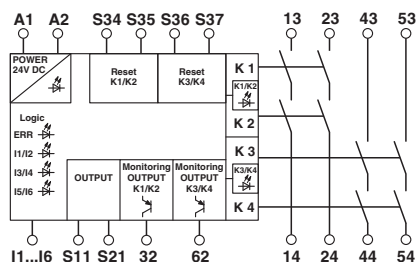 A1 A2 S34 S35 S36 S37 13 23 43 53
POWER
24V DC
Reset
K1/K2
Reset
K3/K4
K 1
K1/K2
K 2
Logic
ERR
I1/I2
I3/I4
I5/I6
K 3
K3/K4
K 4
OUTPUT
Monitoring
OUTPUT
K1/K2
Monitoring
OUTPUT
K3/K4
I1...I6 S11 S21 32 62 14 24 44 54